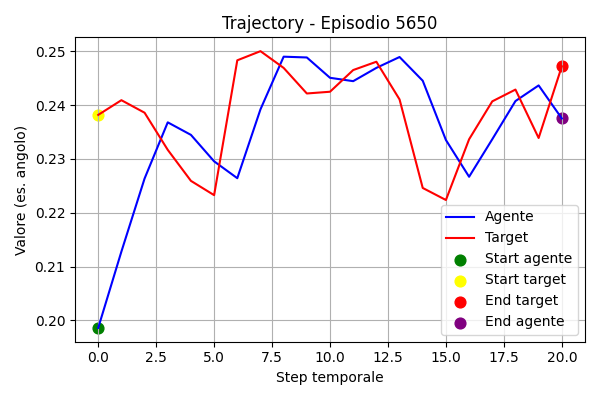 Trajectory - Episodio 5650
Valore (es. angolo)
0.25
0.24
0.23
0.22
0.21
0.20
Agente
Target
Start agente
Start target
End target
End agente
0.0 2.5 5.0 7.5 10.0 12.5 15.0 17.5 20.0
Step temporale